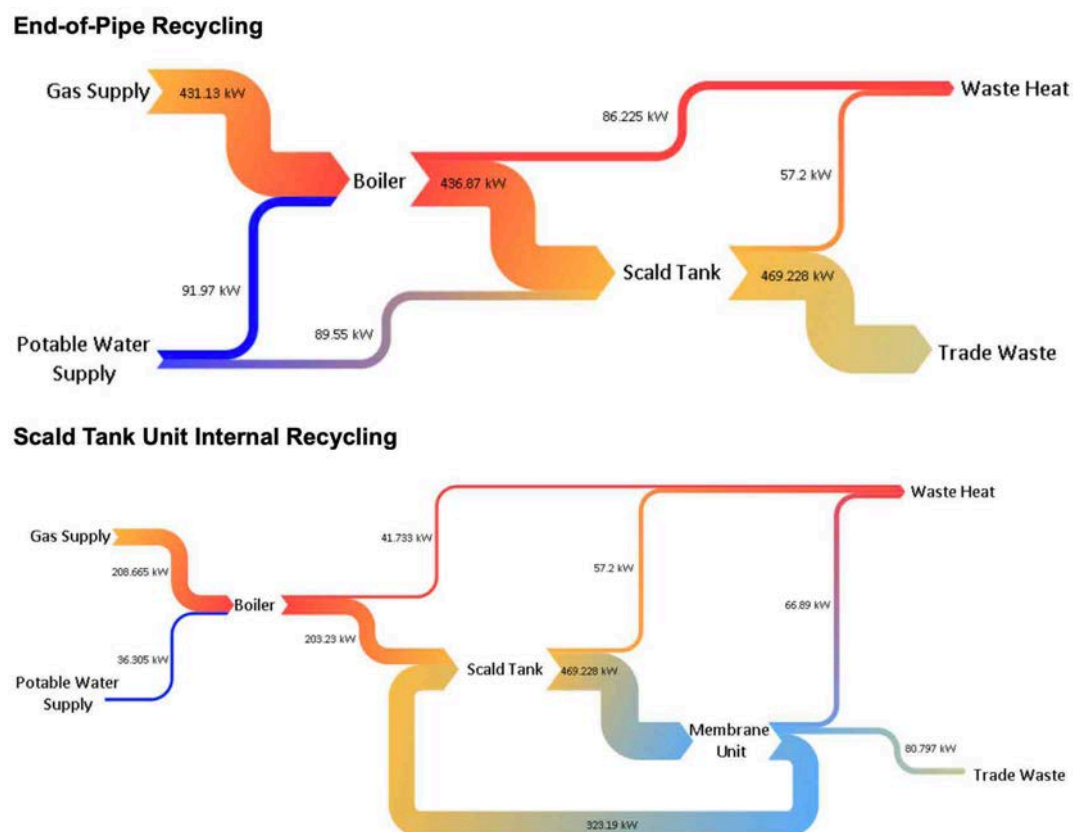 End-of-Pipe Recycling
Gas Supply
431.13 kW
Waste Heat
86.225 kW
Boiler
436.87 kW
57.2 kW
Scald Tank
469.228 kW
91.97 kW
89.55 kW
Potable Water
Supply
Trade Waste
Scald Tank Unit Internal Recycling
Waste Heat
Gas Supply
41.733 kW
57.2 kW
208.665 kW
66.89 kW
Boiler
203.23 kW
36.305 kW
Scald Tank
469.228 kW
Potable Water
Supply
Membrane
Unit
80.797 kW
Trade Waste
323.19 kW